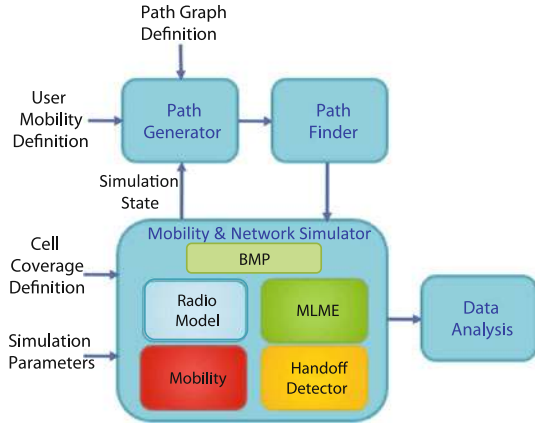 Path Graph
Definition
User
Mobility
Definition
Path
Generator
Path
Finder
Simulation
State
Mobility & Network Simulator
BMP
Cell
Coverage
Definition
Radio
Model
MLME
Data
Analysis
Simulation
Parameters
Mobility
Handoff
Detector